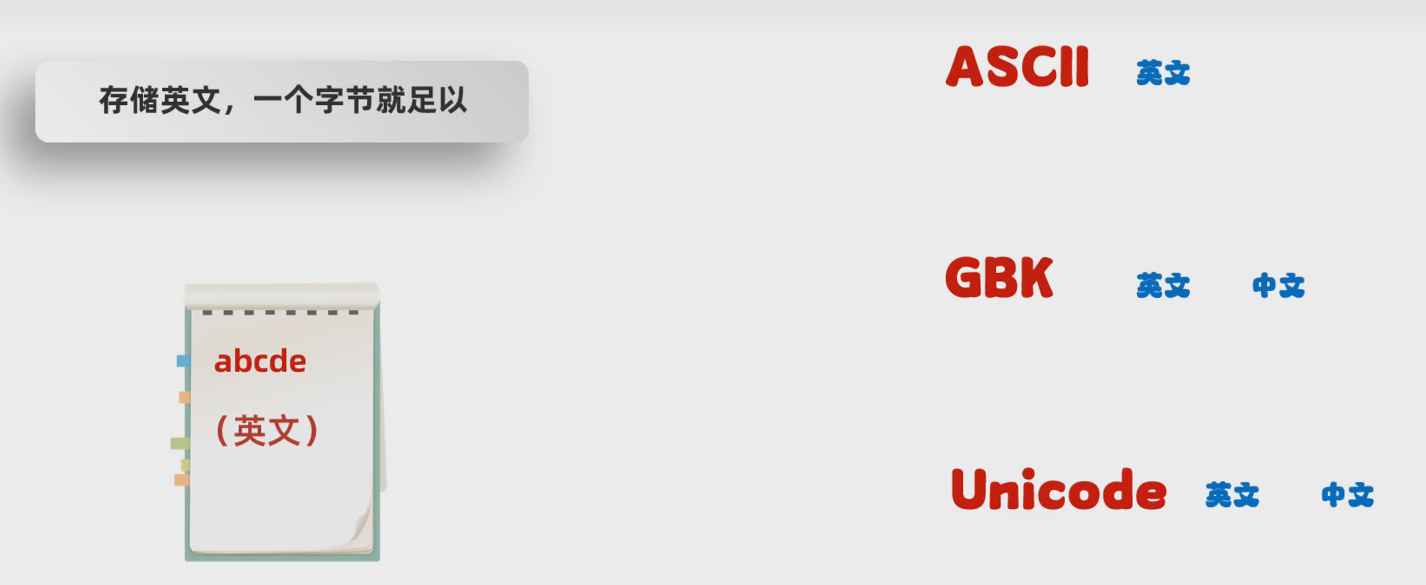 存储英文，一个字节就足以
abcde
（英文）
ASCII 英文
GBK 英文 中文
Unicode 英文 中文